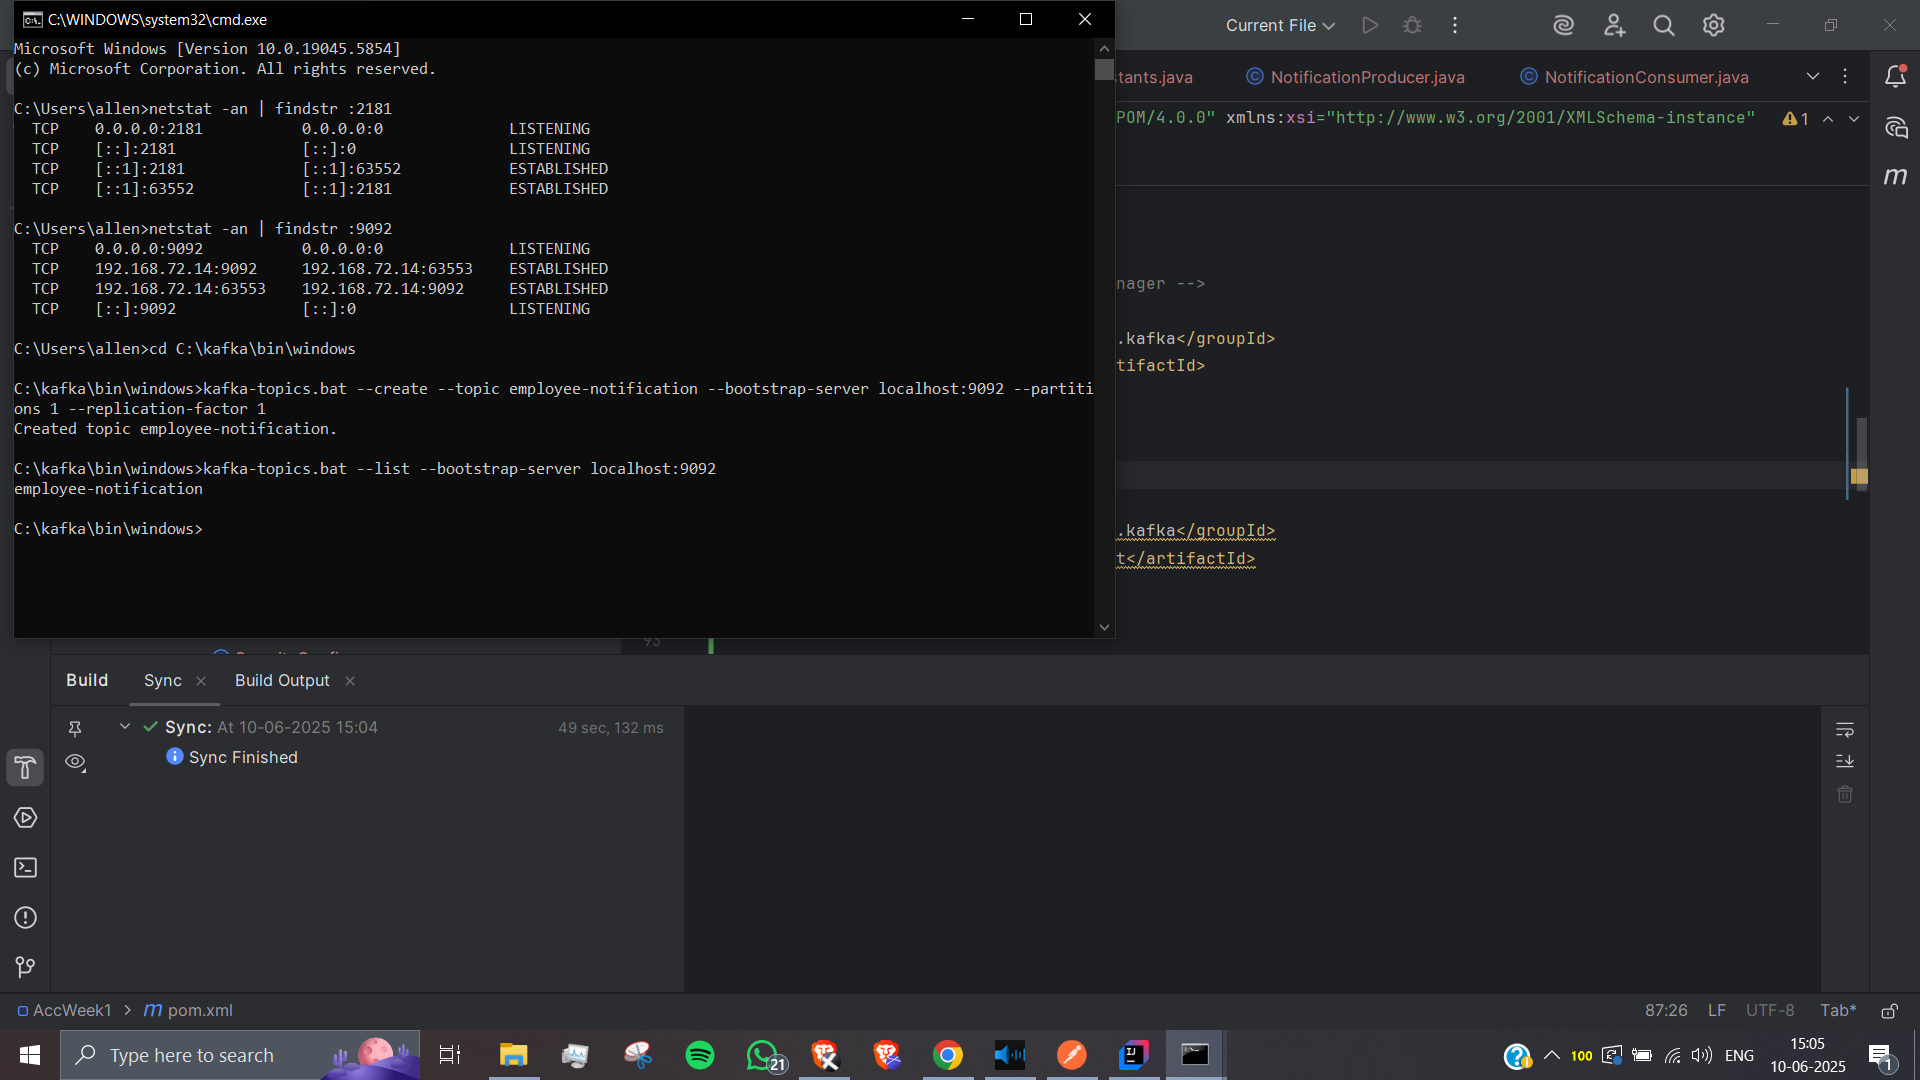 C:\WINDOWS\system32\cmd.exe
Microsoft Windows [Version 10.0.19045.5854]
(c) Microsoft Corporation. All rights reserved.
C:\Users\allen>netstat -an | findstr :2181
TCP    0.0.0.0:2181           0.0.0.0:0              LISTENING
TCP    [::]:2181              [::]:0                 LISTENING
TCP    [::1]:2181             [::1]:63552            ESTABLISHED
TCP    [::1]:63552            [::1]:2181             ESTABLISHED
C:\Users\allen>netstat -an | findstr :9092
TCP    0.0.0.0:9092           0.0.0.0:0              LISTENING
TCP    192.168.72.14:9092     192.168.72.14:63553    ESTABLISHED
TCP    192.168.72.14:63553    192.168.72.14:9092     ESTABLISHED
TCP    [::]:9092              [::]:0                 LISTENING
C:\Users\allen>cd C:\kafka\bin\windows
C:\kafka\bin\windows>kafka-topics.bat --create --topic employee-notification --bootstrap-server localhost:9092 --partiti
ons 1 --replication-factor 1
Created topic employee-notification.
C:\kafka\bin\windows>kafka-topics.bat --list --bootstrap-server localhost:9092
employee-notification
C:\kafka\bin\windows>
Current File
tants.java NotificationProducer.java NotificationConsumer.java
POM/4.0.0" xmlns:xsi="http://www.w3.org/2001/XMLSchema-instance" 1
nager -->
.kafka</groupId>
tifactId>
.kafka</groupId>
t</artifactId>
93
Build Sync Build Output
Sync: At 10-06-2025 15:04 49 sec, 132 ms
Sync Finished
AccWeek1 > m pom.xml 87:26 LF UTF-8 Tab*
Type here to search 21 100 ENG 15:05
10-06-2025 1